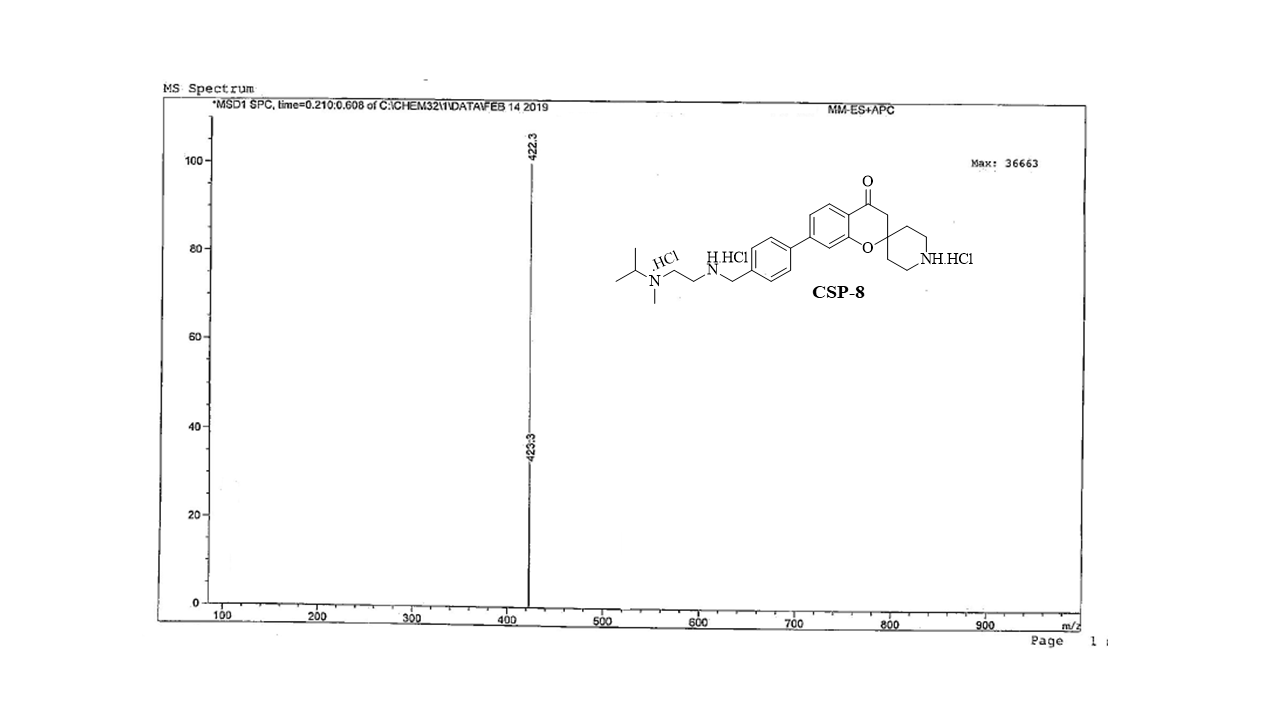 MS Spectrum
*MSD1 SPC, time=0.210:0.608 of C:\CHEM32\1\DATA\FEB 14 2019 MM-ES+APC
Max: 36663
422.3
423.3
100
80
60
40
20
0
O
O
NH.HCl
H.HCl
N
.HCl
N
CSP-8
100 200 300 400 500 600 700 800 900 m/z
Page 1